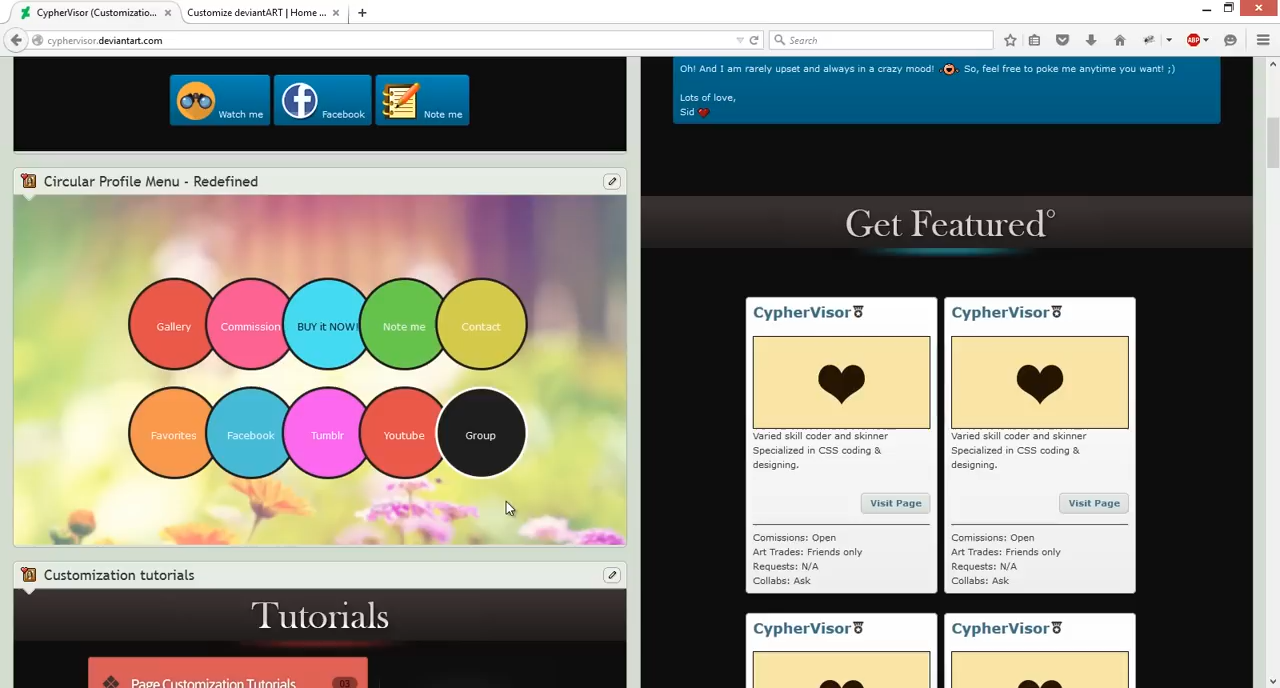 CypherVisor (Customizatio...
Customize deviantART | Home ...
cyphervisor.deviantart.com
Search
ABP
Watch me
Facebook
Note me
Oh! And I am rarely upset and always in a crazy mood! So, feel free to poke me anytime you want! ;)
Lots of love,
Sid
Circular Profile Menu - Redefined
Gallery
Commission
BUY it NOW!
Note me
Contact
Favorites
Facebook
Tumblr
Youtube
Group
Customization tutorials
Tutorials
Page Customization Tutorials
03
Get Featured°
CypherVisor
Varied skill coder and skinner
Specialized in CSS coding &
designing.
Visit Page
Comissions: Open
Art Trades: Friends only
Requests: N/A
Collabs: Ask
CypherVisor
Varied skill coder and skinner
Specialized in CSS coding &
designing.
Visit Page
Comissions: Open
Art Trades: Friends only
Requests: N/A
Collabs: Ask
CypherVisor
CypherVisor